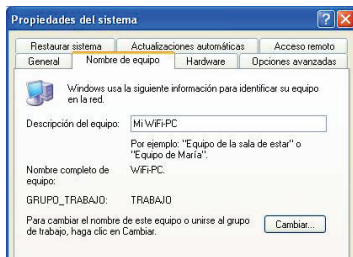 Propiedades del sistema
Restaurar sistema Actualizaciones automáticas Acceso remoto
General Nombre de equipo Hardware Opciones avanzadas
Windows usa la siguiente información para identificar su equipo
en la red.
Descripción del equipo: Mi WiFi-PC
Por ejemplo: "Equipo de la sala de estar" o
"Equipo de María".
Nombre completo de WiFi-PC.
equipo:
GRUPO_TRABAJO: TRABAJO
Para cambiar el nombre de este equipo o unirse al grupo
de trabajo, haga clic en Cambiar. Cambiar...